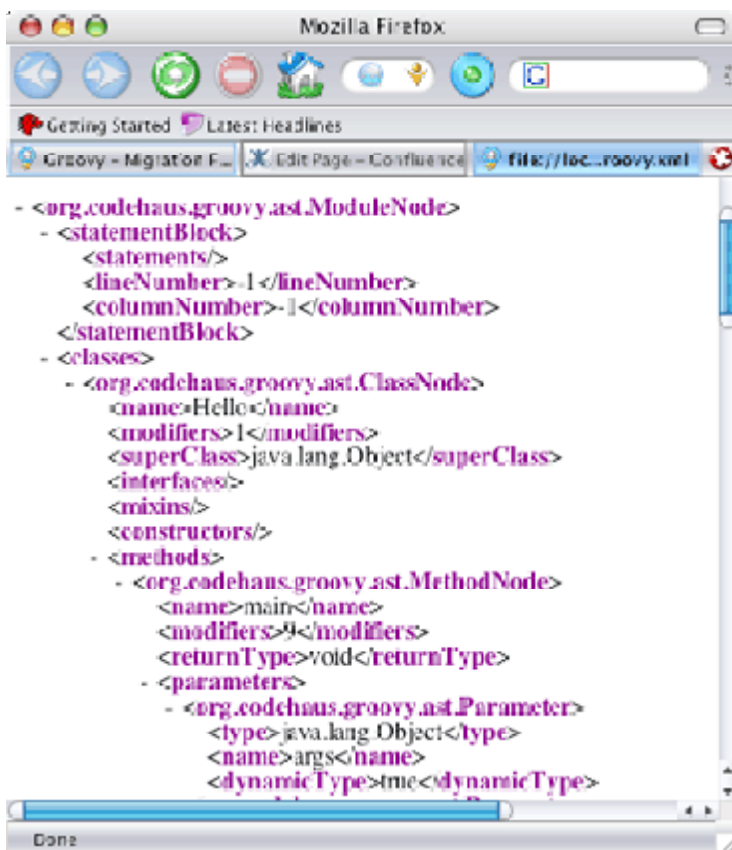 Mozilla Firefox
Getting Started Latest Headlines
Groovy – Migration F... Edit Page – Confluence file://loc...roovy.xml
- <org.codehaus.groovy.ast.ModuleNode>
- <statementBlock>
<statements/>
<lineNumber>-1</lineNumber>
<columnNumber>-1</columnNumber>
</statementBlock>
- <classes>
- <org.codehaus.groovy.ast.ClassNode>
<name>Hello</name>
<modifiers>1</modifiers>
<superClass>java.lang.Object</superClass>
<interfaces/>
<mixins/>
<constructors/>
- <methods>
- <org.codehaus.groovy.ast.MethodNode>
<name>main</name>
<modifiers>9</modifiers>
<returnType>void</returnType>
- <parameters>
- <org.codehaus.groovy.ast.Parameter>
<type>java.lang.Object</type>
<name>args</name>
<dynamicType>true</dynamicType>
Done